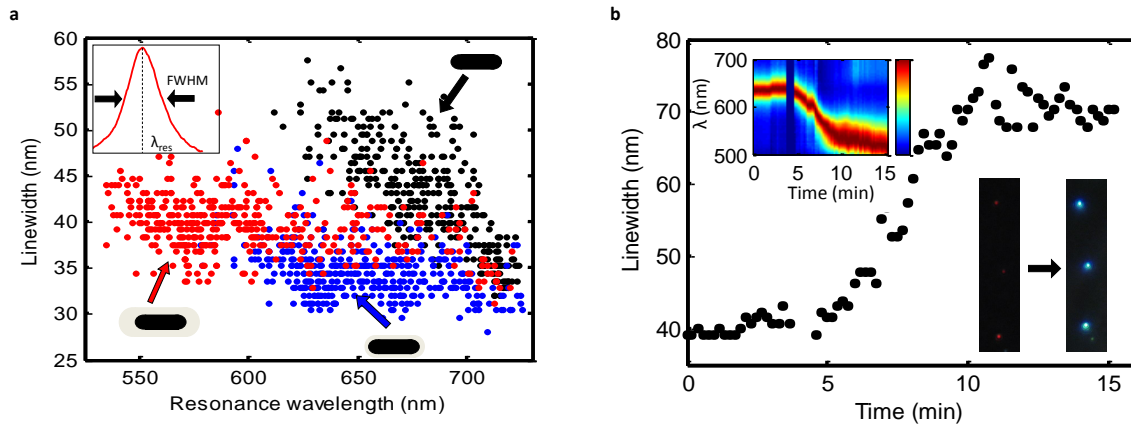 a
60
55
50
45
40
35
30
25
Linewidth (nm)
FWHM
λres
550 600 650 700
Resonance wavelength (nm)
b
80
70
60
40
Linewidth (nm)
700
600
500
λ (nm)
0 5 10 15
Time (min)
0 5 10 15
Time (min)